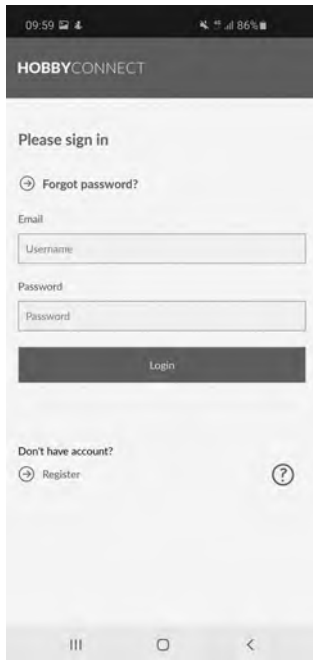 09:59 86%
HOBBYCONNECT
Please sign in
Forgot password?
Email
Username
Password
Password
Login
Don't have account?
Register
?